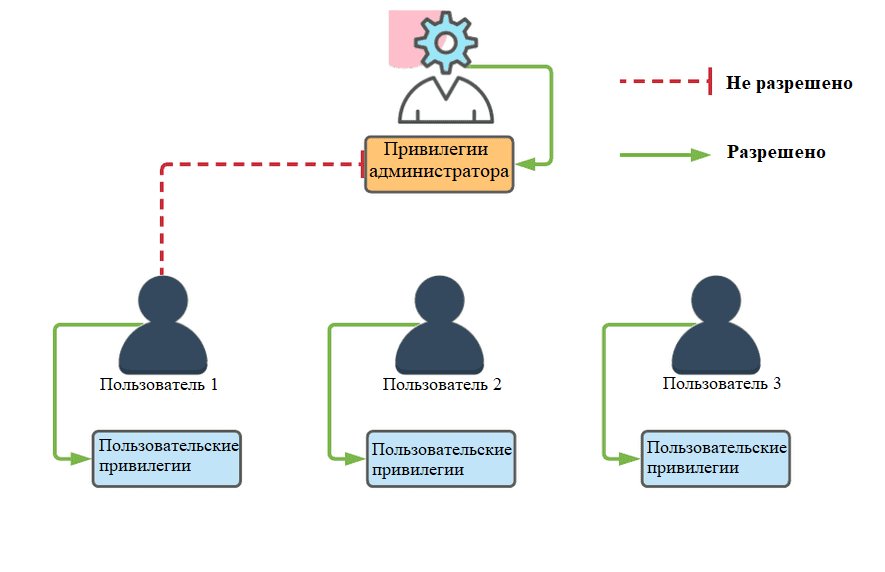 Не разрешено
Привилегии
администратора
Разрешено
Пользователь 1
Пользователь 2
Пользователь 3
Пользовательские
привилегии
Пользовательские
привилегии
Пользовательские
привилегии